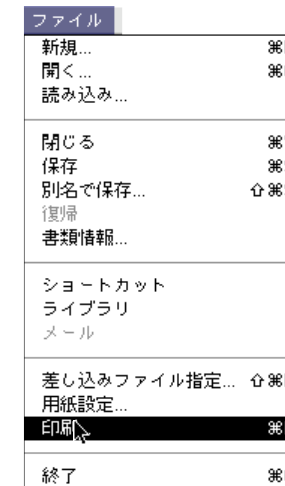 ファイル
新規... ⌘
開く... ⌘
読み込み...
閉じる ⌘
保存 ⌘
別名で保存... ⇧⌘
復帰
書類情報...
ショートカット
ライブラリ
メール
差し込みファイル指定... ⇧⌘
用紙設定...
印刷 ⌘
終了 ⌘